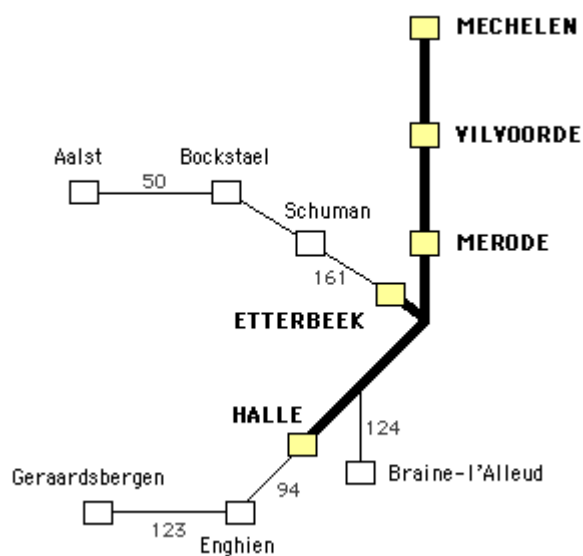 MECHELEN
VILVOORDE
Aalst
Bockstael
50
Schuman
MERODE
161
ETTERBEEK
HALLE
124
Geraardsbergen
94
Braine-l'Alleud
123
Enghien